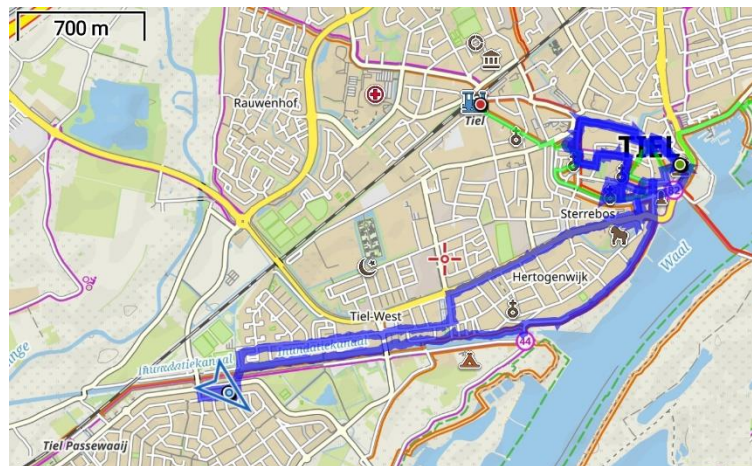 700 m
Rauwenhof
Tiel
TIEL
Sterrebos
Waal
Hertogenwijk
Tiel-West
Inundatiekanaal
44
Inundatiekanaal
Tiel Passewaaij